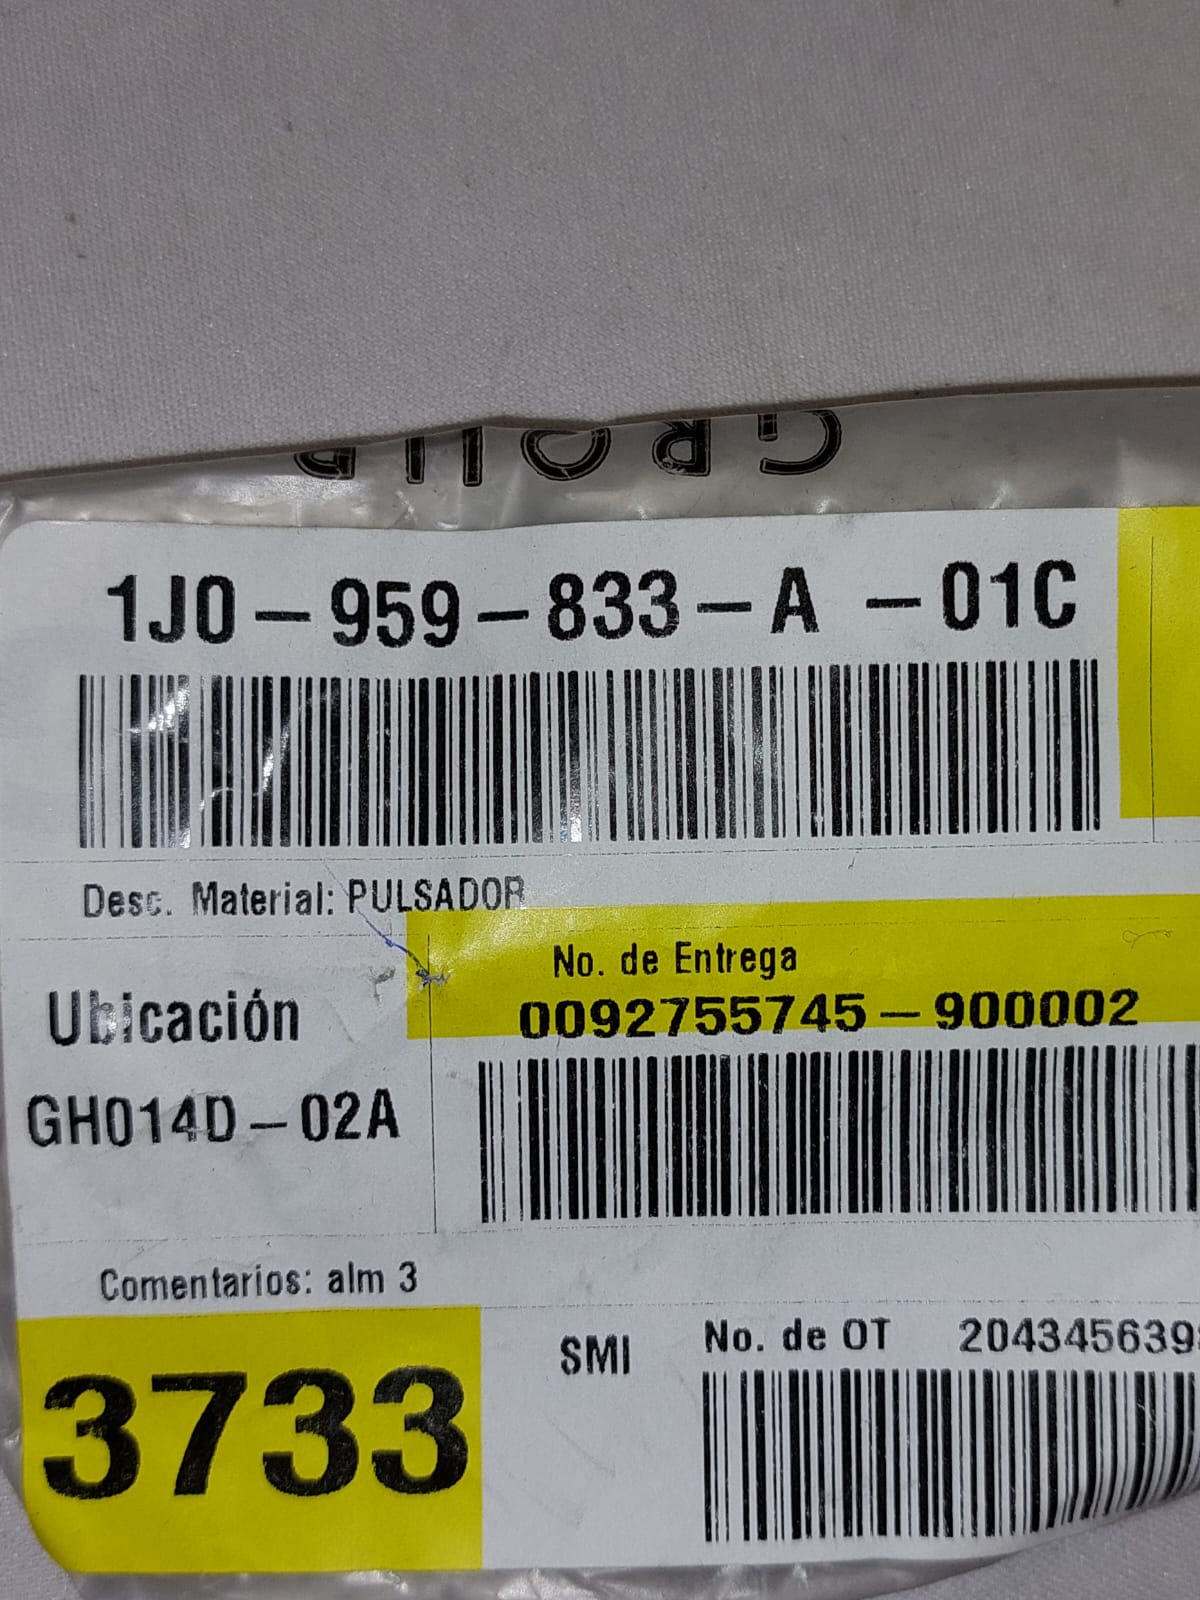 GROUP
1J0-959-833-A -01C
Desc. Material: PULSADOR
No. de Entrega
0092755745-900002
Ubicación
GH014D-02A
Comentarios: alm 3
3733
SMI
No. de OT 204345639